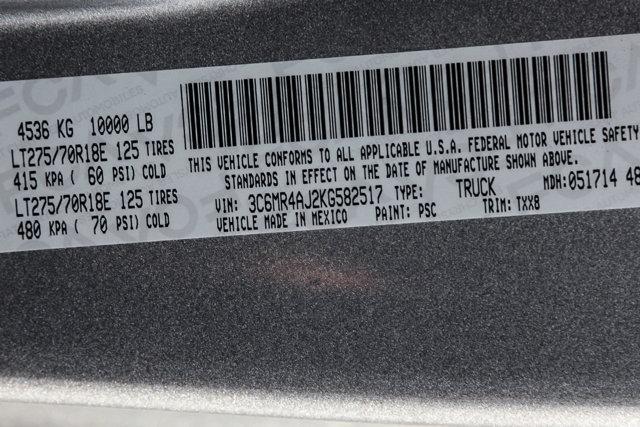 4536 KG 10000 LB
LT275/70R18E 125 TIRES
415 KPA ( 60 PSI) COLD
LT275/70R18E 125 TIRES
480 KPA ( 70 PSI) COLD
THIS VEHICLE CONFORMS TO ALL APPLICABLE U.S.A. FEDERAL MOTOR VEHICLE SAFETY
STANDARDS IN EFFECT ON THE DATE OF MANUFACTURE SHOWN ABOVE.
VIN: 3C6MR4AJ2KG582517 TYPE: TRUCK MDH:051714 48
VEHICLE MADE IN MEXICO PAINT: PSC TRIM: TXX8